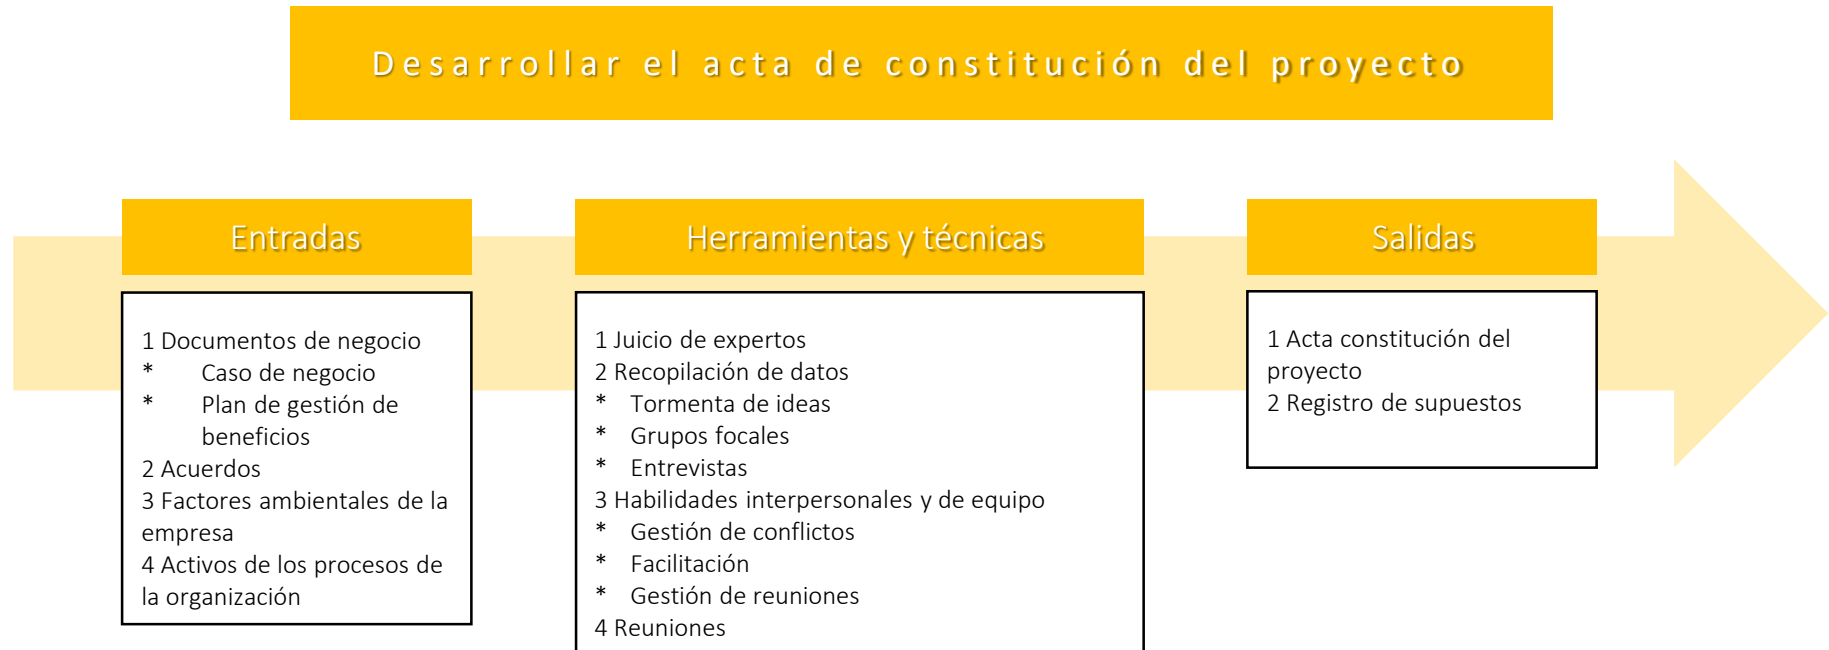 Desarrollar el acta de constitución del proyecto
Entradas
1 Documentos de negocio
* Caso de negocio
* Plan de gestión de
beneficios
2 Acuerdos
3 Factores ambientales de la
empresa
4 Activos de los procesos de
la organización
Herramientas y técnicas
1 Juicio de expertos
2 Recopilación de datos
* Tormenta de ideas
* Grupos focales
* Entrevistas
3 Habilidades interpersonales y de equipo
* Gestión de conflictos
* Facilitación
* Gestión de reuniones
4 Reuniones
Salidas
1 Acta constitución del
proyecto
2 Registro de supuestos